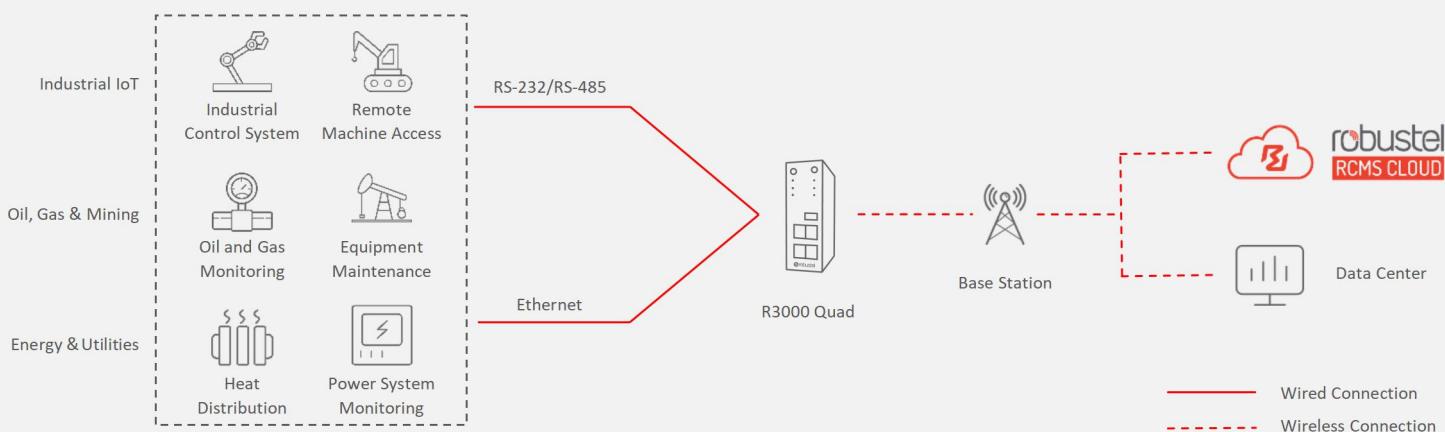 Industrial IoT
Industrial
Control System
Remote
Machine Access
RS-232/RS-485
Oil, Gas & Mining
Oil and Gas
Monitoring
Equipment
Maintenance
Ethernet
Energy & Utilities
Heat
Distribution
Power System
Monitoring
robustel
R3000 Quad
Base Station
robustel
RCMS CLOUD
Data Center
Wired Connection
Wireless Connection